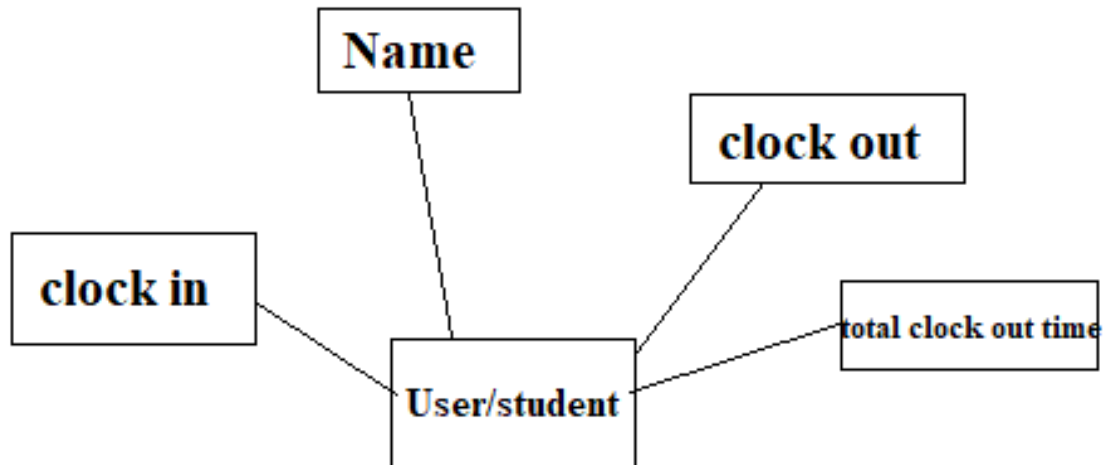 Name
clock out
clock in
total clock out time
User/student